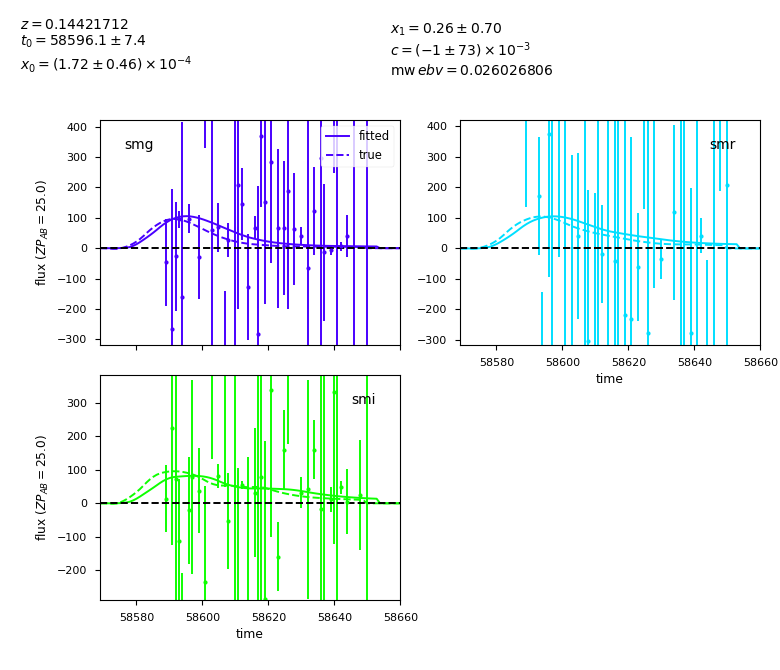 z = 0.14421712
t₀ = 58596.1 ± 7.4
x₀ = (1.72 ± 0.46) × 10⁻⁴
x₁ = 0.26 ± 0.70
c = (−1 ± 73) × 10⁻³
mw ebv = 0.026026806
smg
fitted
true
400
300
200
100
0
−100
−200
−300
flux (ZP_AB = 25.0)
smr
400
300
200
100
0
−100
−200
−300
58580 58600 58620 58640 58660
time
smi
300
200
100
0
−100
−200
flux (ZP_AB = 25.0)
58580 58600 58620 58640 58660
time